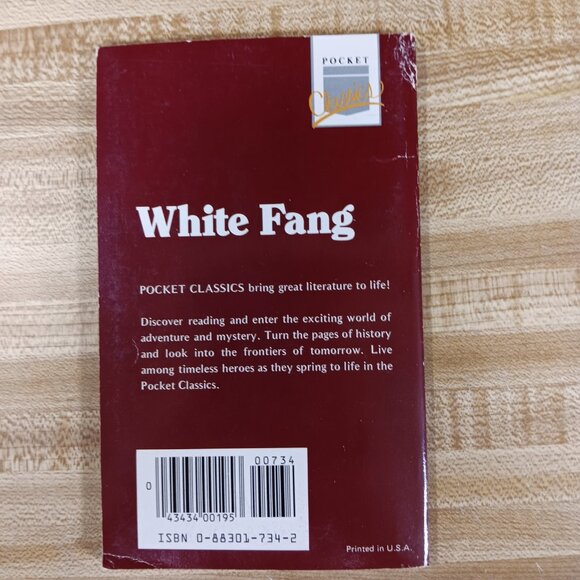 POCKET
Classics
White Fang
POCKET CLASSICS bring great literature to life!
Discover reading and enter the exciting world of
adventure and mystery. Turn the pages of history
and look into the frontiers of tomorrow. Live
among timeless heroes as they spring to life in the
Pocket Classics.
00734
0
43434 00195
ISBN 0-88301-734-2
Printed in U.S.A.